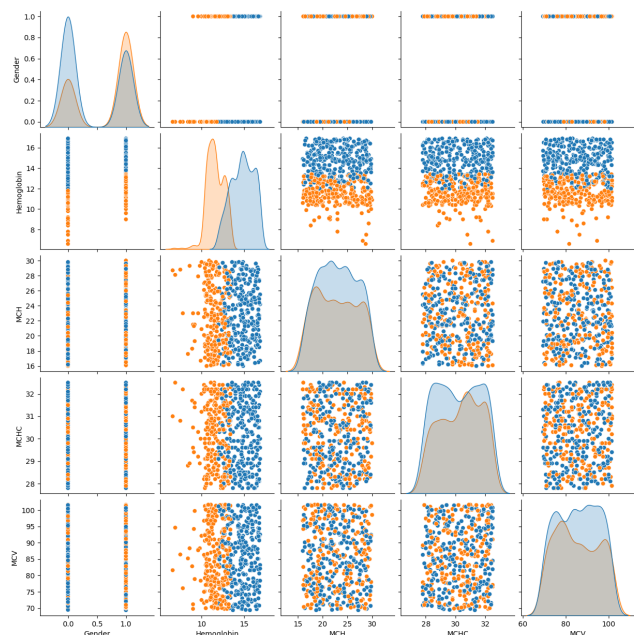 1.0
0.8
0.6
0.4
0.2
0.0
Gender
16
14
12
10
8
Hemoglobin
30
28
26
24
22
20
18
16
MCH
32
31
30
29
28
MCHC
100
95
90
85
80
75
70
MCV
0.0 0.5 1.0
Gender
10 15
Hemoglobin
15 20 25 30
MCH
28 30 32
MCHC
60 80 100
MCV